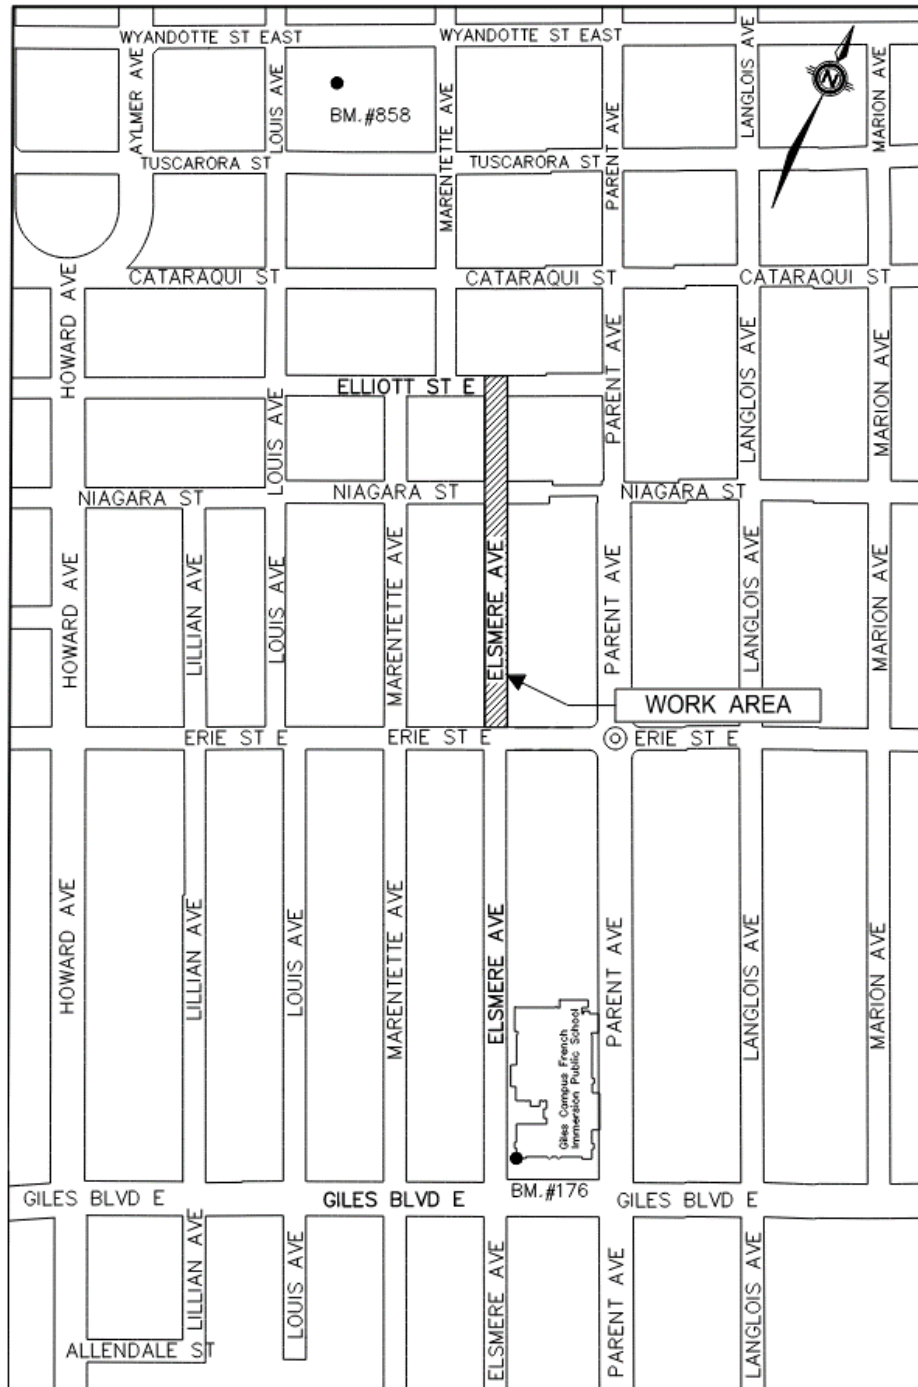 WYANDOTTE ST EAST
WYANDOTTE ST EAST
AYLMER AVE
LOUIS AVE
MARENTETTE AVE
PARENT AVE
LANGLOIS AVE
MARION AVE
N
BM.#858
TUSCARORA ST
TUSCARORA ST
CATARAQUI ST
CATARAQUI ST
CATARAQUI ST
HOWARD AVE
LOUIS AVE
PARENT AVE
LANGLOIS AVE
MARION AVE
ELLIOTT ST E
NIAGARA ST
NIAGARA ST
NIAGARA ST
HOWARD AVE
LILLIAN AVE
LOUIS AVE
MARENTETTE AVE
ELSMERE AVE
PARENT AVE
LANGLOIS AVE
MARION AVE
WORK AREA
ERIE ST E
ERIE ST E
ERIE ST E
HOWARD AVE
LILLIAN AVE
LOUIS AVE
MARENTETTE AVE
ELSMERE AVE
PARENT AVE
LANGLOIS AVE
MARION AVE
Giles Campus French
Immersion Public School
BM.#176
GILES BLVD E
GILES BLVD E
GILES BLVD E
LILLIAN AVE
LOUIS AVE
ELSMERE AVE
PARENT AVE
LANGLOIS AVE
ALLENDALE ST